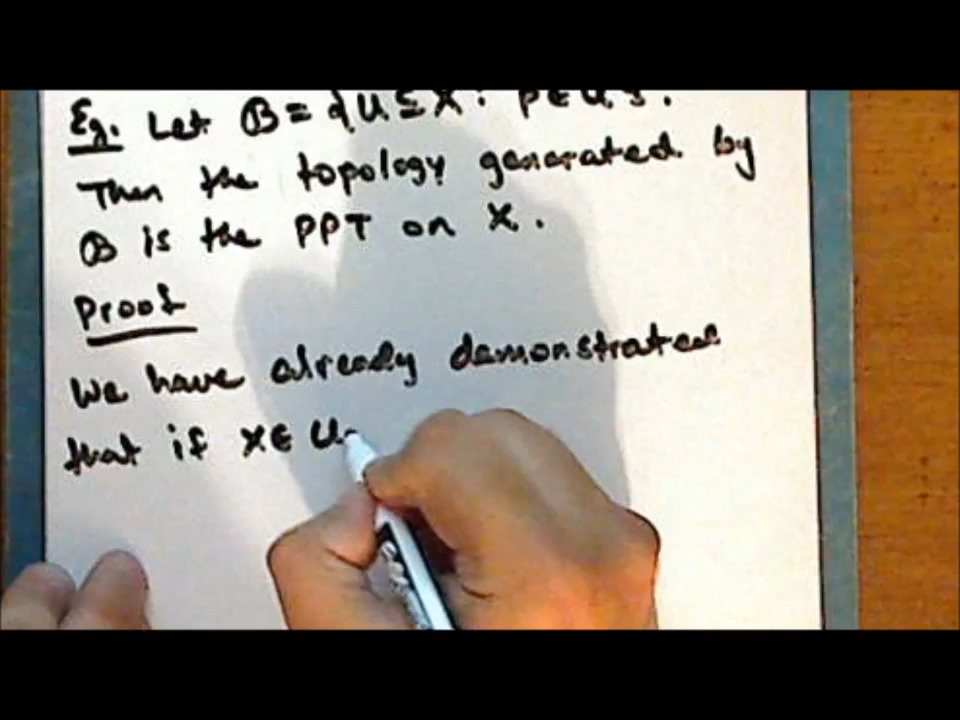 Eg. Let B = {U ⊆ X : p ∈ U}.
Then the topology generated by
B is the PPT on X.
Proof
We have already demonstrated
that if x ∈ U